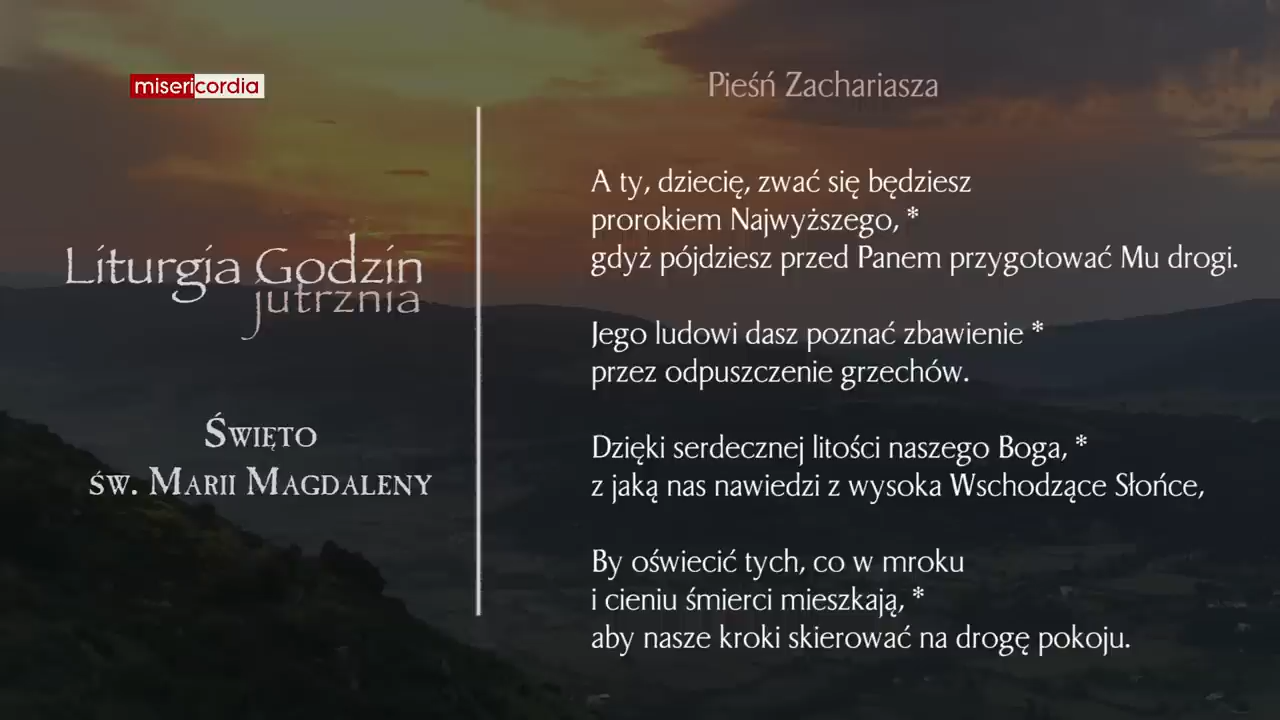 misericordia
Liturgia Godzin
jutrznia
Święto
św. Marii Magdaleny
Pieśń Zachariasza
A ty, dziecię, zwać się będziesz
prorokiem Najwyższego, *
gdyż pójdziesz przed Panem przygotować Mu drogi.
Jego ludowi dasz poznać zbawienie *
przez odpuszczenie grzechów.
Dzięki serdecznej litości naszego Boga, *
z jaką nas nawiedzi z wysoka Wschodzące Słońce,
By oświecić tych, co w mroku
i cieniu śmierci mieszkają, *
aby nasze kroki skierować na drogę pokoju.